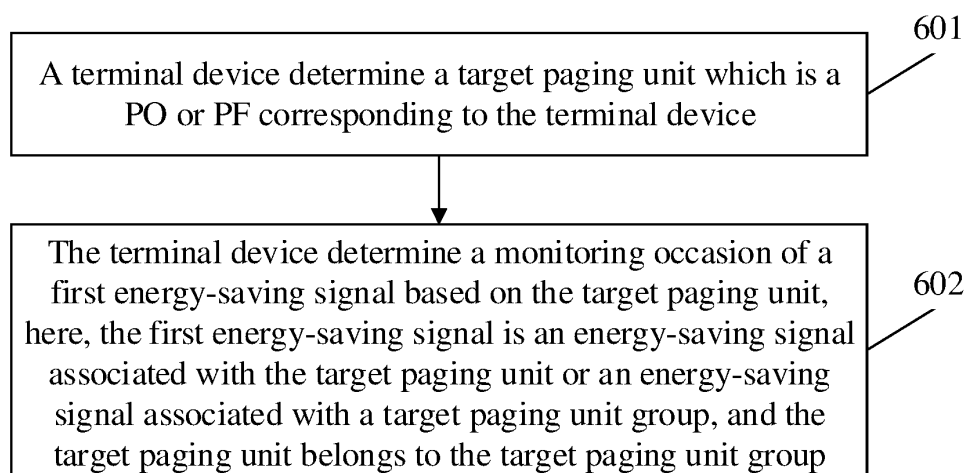 601
A terminal device determine a target paging unit which is a
PO or PF corresponding to the terminal device
602
The terminal device determine a monitoring occasion of a
first energy-saving signal based on the target paging unit,
here, the first energy-saving signal is an energy-saving signal
associated with the target paging unit or an energy-saving
signal associated with a target paging unit group, and the
target paging unit belongs to the target paging unit group